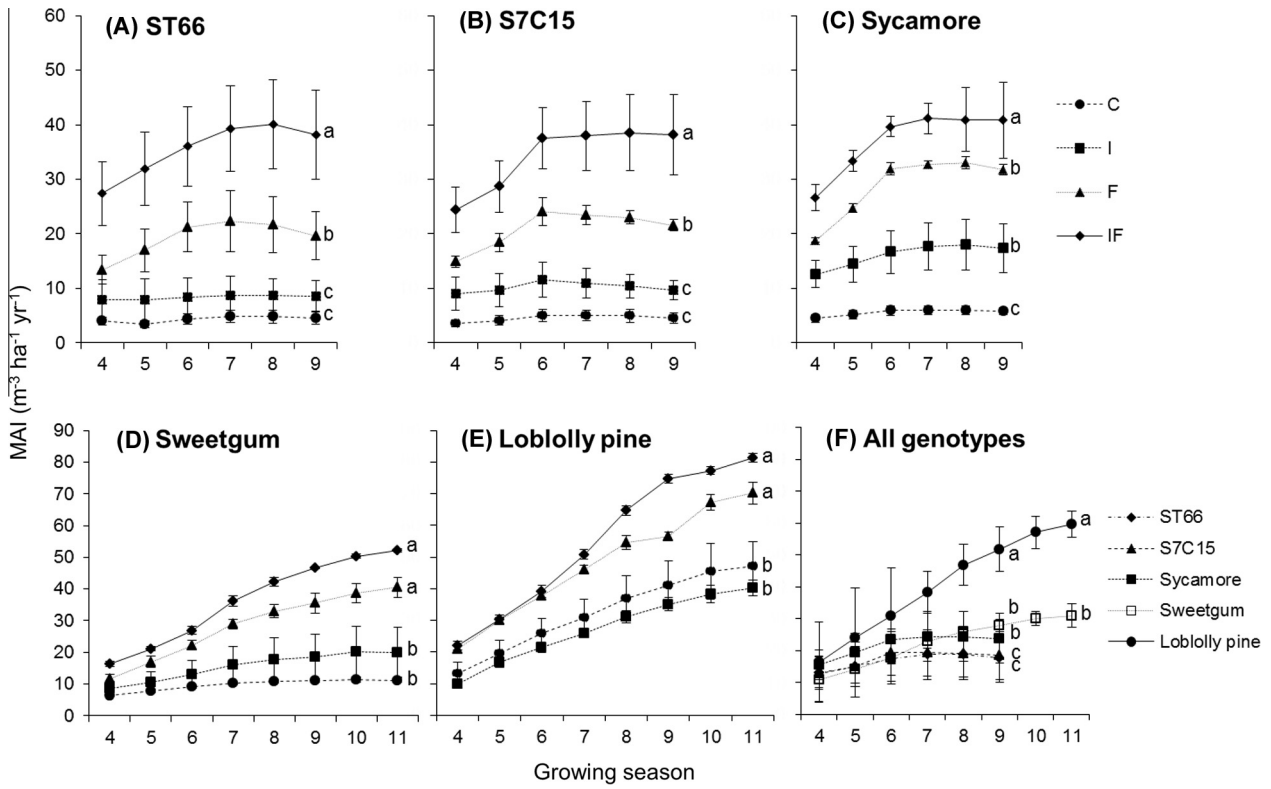 (A) ST66
(B) S7C15
(C) Sycamore
60
50
40
30
20
10
0
a
b
c
c
a
b
c
c
a
b
b
c
C
I
F
IF
4 5 6 7 8 9
4 5 6 7 8 9
4 5 6 7 8 9
MAI (m⁻³ ha⁻¹ yr⁻¹)
(D) Sweetgum
(E) Loblolly pine
(F) All genotypes
90
80
70
60
50
40
30
20
10
0
a
a
b
b
a
a
b
b
a
a
b
b
b
c
c
ST66
S7C15
Sycamore
Sweetgum
Loblolly pine
4 5 6 7 8 9 10 11
4 5 6 7 8 9 10 11
4 5 6 7 8 9 10 11
Growing season